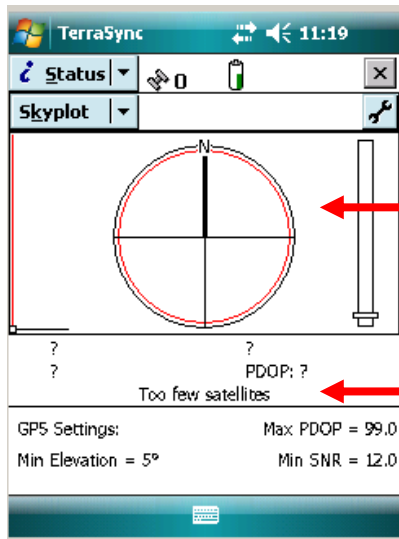 TerraSync 11:19
i Status 0
Skyplot
N
? ?
? PDOP: ?
Too few satellites
GPS Settings: Max PDOP = 99.0
Min Elevation = 5° Min SNR = 12.0